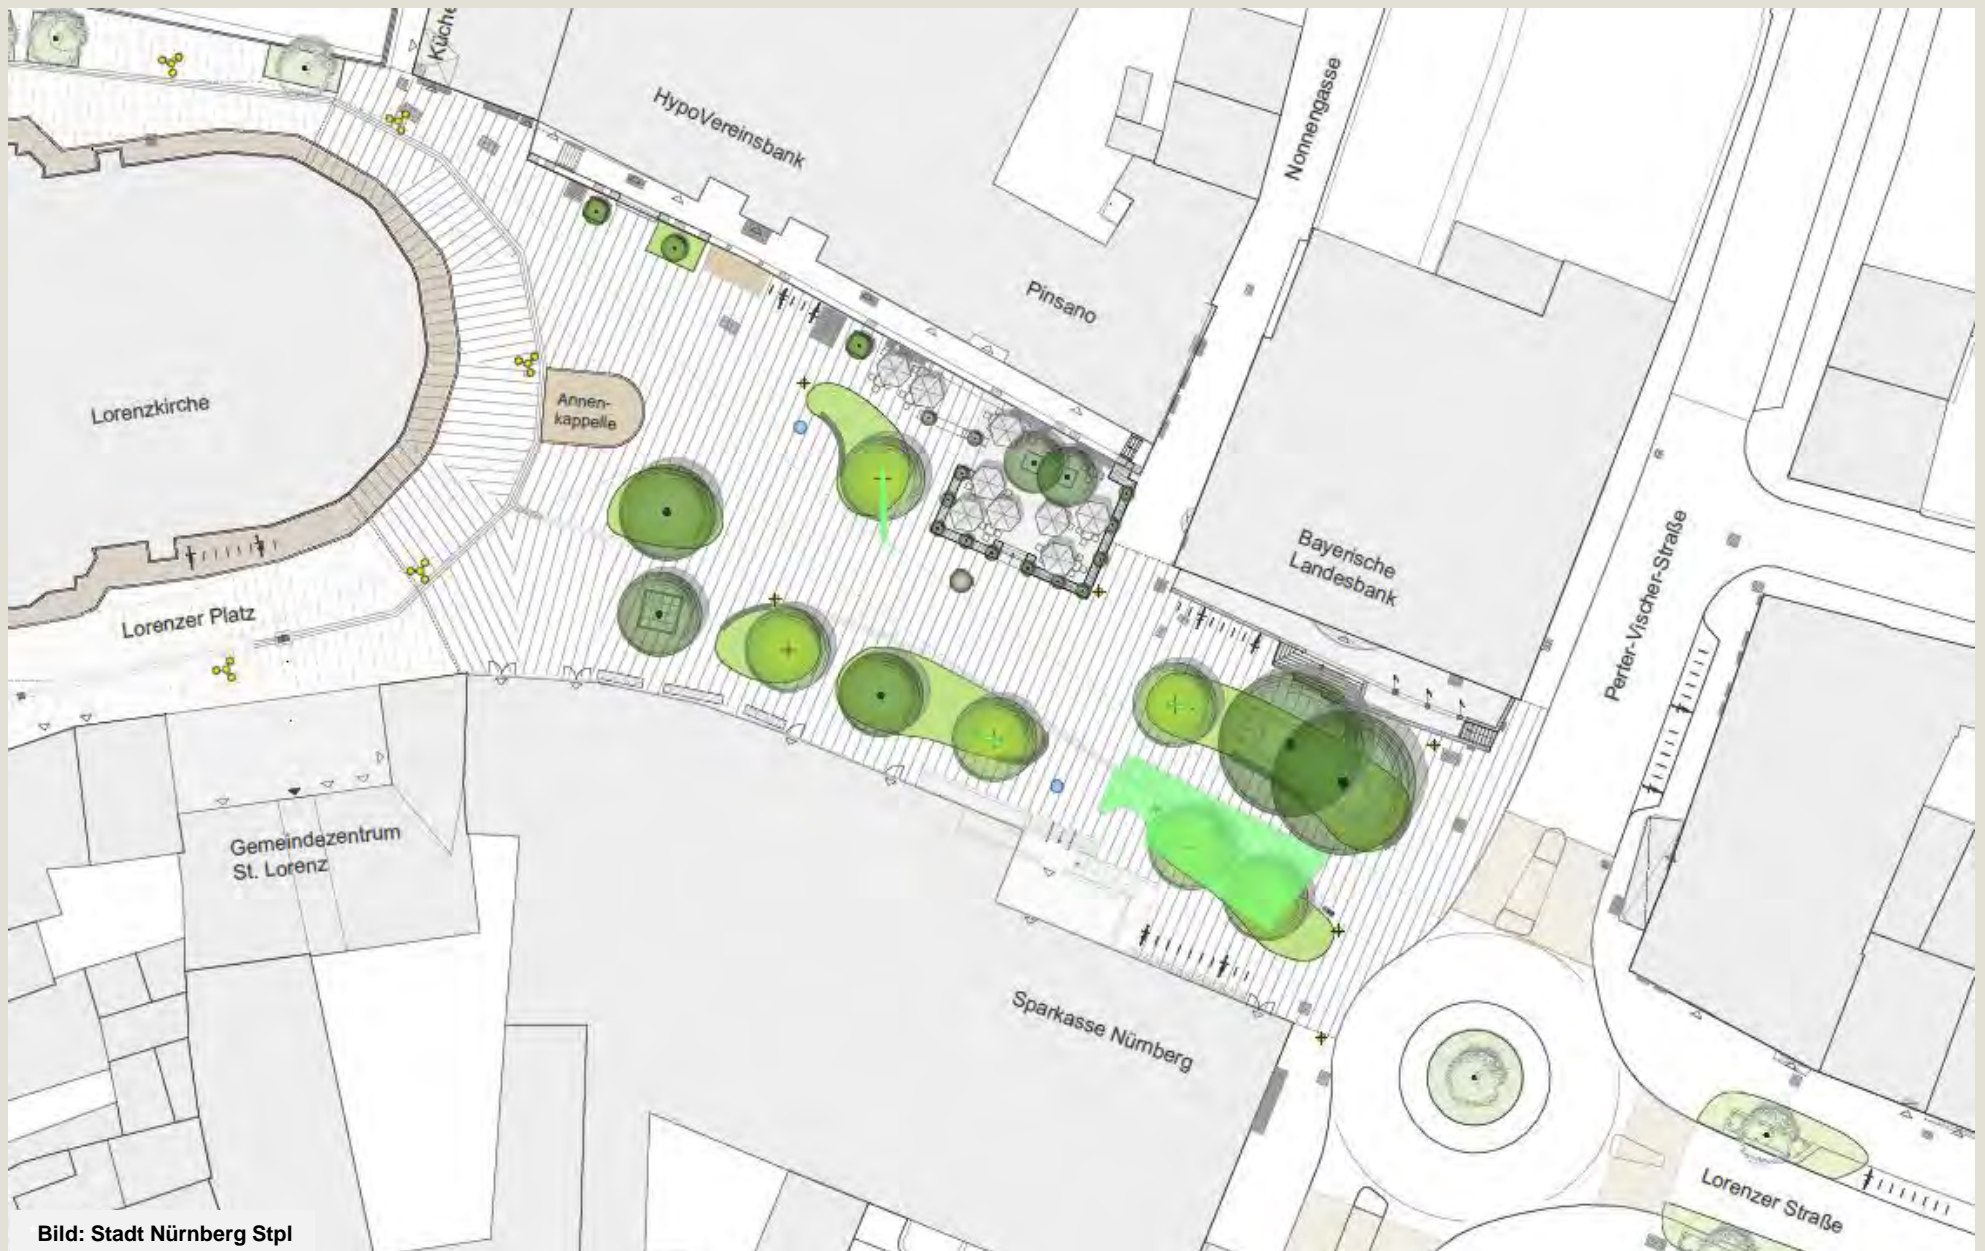 Küche
HypoVereinsbank
Nonnengasse
Pinsano
Lorenzkirche
Annen-
kappelle
Bayerische
Landesbank
Perter-Vischer-Straße
Lorenzer Platz
Gemeindezentrum
St. Lorenz
Sparkasse Nürnberg
Lorenzer Straße
Bild: Stadt Nürnberg Stpl